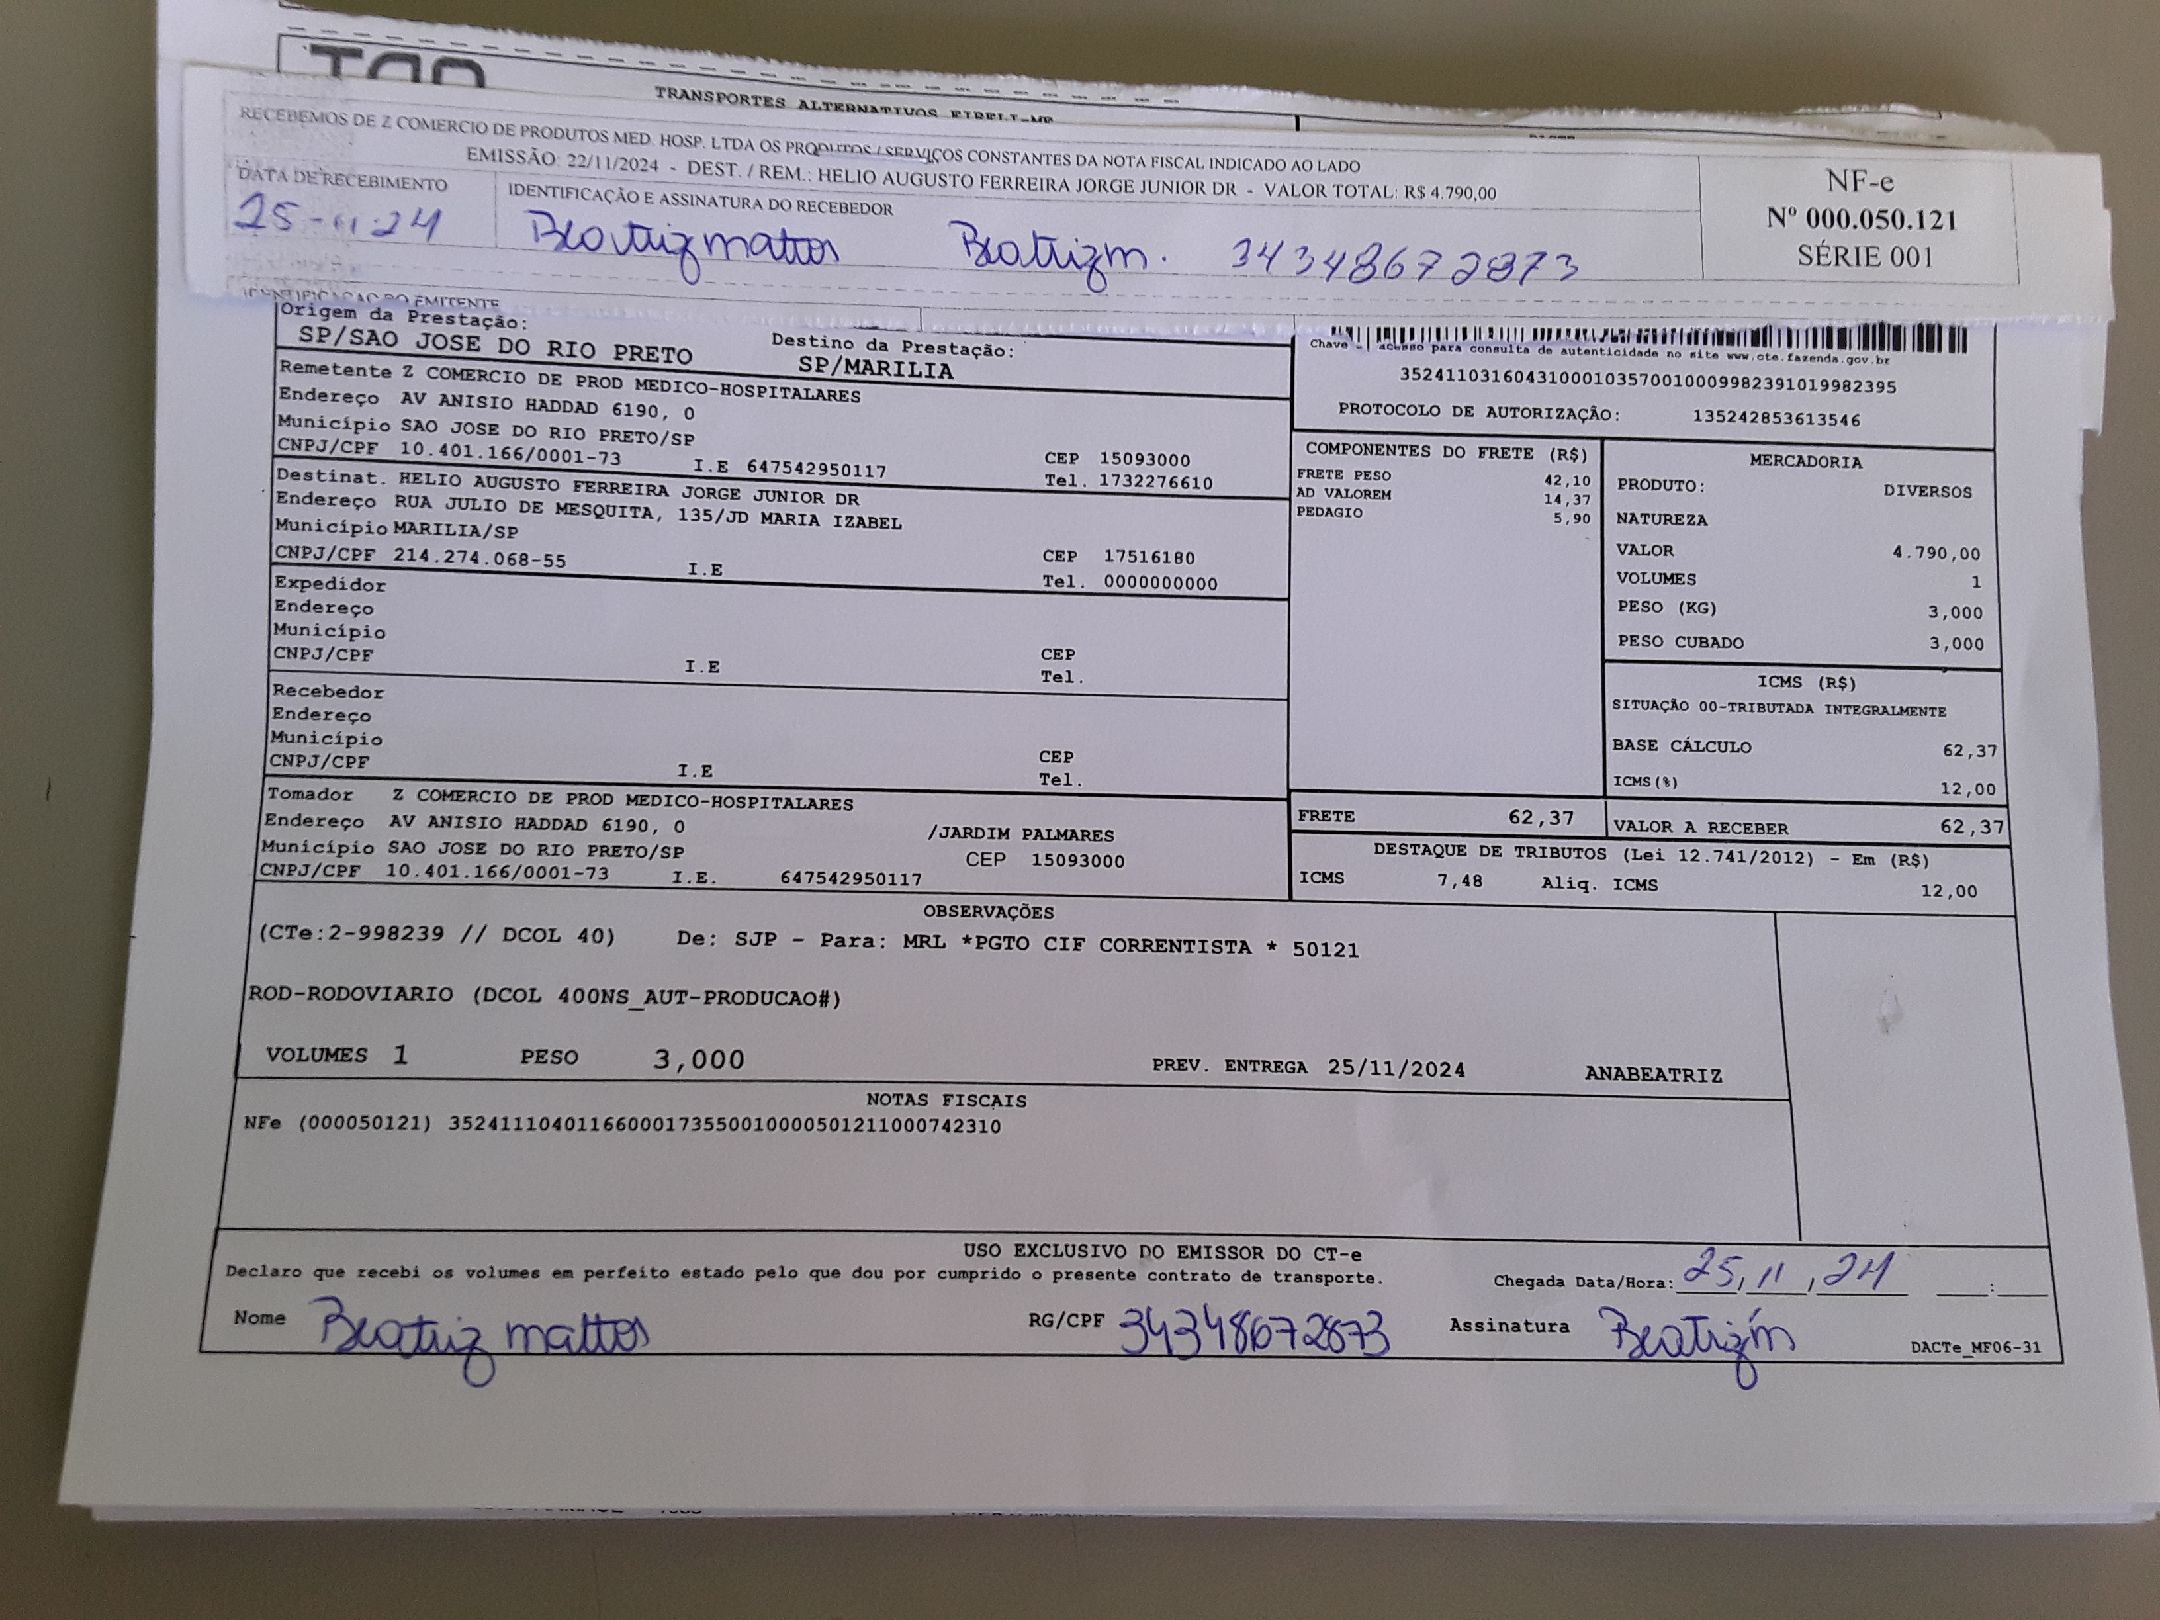 TRANSPORTES ALTERNATIVOS EIRELI-ME
RECEBEMOS DE Z COMERCIO DE PRODUTOS MED. HOSP. LTDA OS PRODUTOS / SERVIÇOS CONSTANTES DA NOTA FISCAL INDICADO AO LADO
EMISSÃO: 22/11/2024 - DEST. / REM.: HELIO AUGUSTO FERREIRA JORGE JUNIOR DR - VALOR TOTAL: R$ 4.790,00
NF-e
Nº 000.050.121
SÉRIE 001
DATA DE RECEBIMENTO
25-11-24
IDENTIFICAÇÃO E ASSINATURA DO RECEBEDOR
Beatriz mattos Beatriz m. 34348672873
IDENTIFICAÇÃO DO EMITENTE
Origem da Prestação:
SP/SAO JOSE DO RIO PRETO
Destino da Prestação:
SP/MARILIA
Chave acesso para consulta de autenticidade no site www.cte.fazenda.gov.br
35241103160431000103570010009982391019982395
PROTOCOLO DE AUTORIZAÇÃO: 135242853613546
Remetente Z COMERCIO DE PROD MEDICO-HOSPITALARES
Endereço AV ANISIO HADDAD 6190, 0
Município SAO JOSE DO RIO PRETO/SP
CNPJ/CPF 10.401.166/0001-73 I.E 647542950117
CEP 15093000
Tel. 1732276610
Destinat. HELIO AUGUSTO FERREIRA JORGE JUNIOR DR
Endereço RUA JULIO DE MESQUITA, 135/JD MARIA IZABEL
Município MARILIA/SP
CNPJ/CPF 214.274.068-55 I.E
CEP 17516180
Tel. 0000000000
Expedidor
Endereço
Município
CNPJ/CPF I.E
CEP
Tel.
Recebedor
Endereço
Município
CNPJ/CPF I.E
CEP
Tel.
Tomador Z COMERCIO DE PROD MEDICO-HOSPITALARES
Endereço AV ANISIO HADDAD 6190, 0 /JARDIM PALMARES
Município SAO JOSE DO RIO PRETO/SP CEP 15093000
CNPJ/CPF 10.401.166/0001-73 I.E. 647542950117
COMPONENTES DO FRETE (R$)
FRETE PESO 42,10
AD VALOREM 14,37
PEDAGIO 5,90
MERCADORIA
PRODUTO: DIVERSOS
NATUREZA
VALOR 4.790,00
VOLUMES 1
PESO (KG) 3,000
PESO CUBADO 3,000
ICMS (R$)
SITUAÇÃO 00-TRIBUTADA INTEGRALMENTE
BASE CÁLCULO 62,37
ICMS(%) 12,00
FRETE 62,37
VALOR A RECEBER 62,37
DESTAQUE DE TRIBUTOS (Lei 12.741/2012) - Em (R$)
ICMS 7,48 Aliq. ICMS 12,00
OBSERVAÇÕES
(CTe:2-998239 // DCOL 40) De: SJP - Para: MRL *PGTO CIF CORRENTISTA * 50121
ROD-RODOVIARIO (DCOL 400NS_AUT-PRODUCAO#)
VOLUMES 1 PESO 3,000 PREV. ENTREGA 25/11/2024 ANABEATRIZ
NOTAS FISCAIS
NFe (000050121) 35241110401166000173550010000501211000742310
USO EXCLUSIVO DO EMISSOR DO CT-e
Declaro que recebi os volumes em perfeito estado pelo que dou por cumprido o presente contrato de transporte.
Chegada Data/Hora: 25,11,24 :
Nome Beatriz mattos RG/CPF 34348672873 Assinatura Beatriz m
DACTe_MF06-31